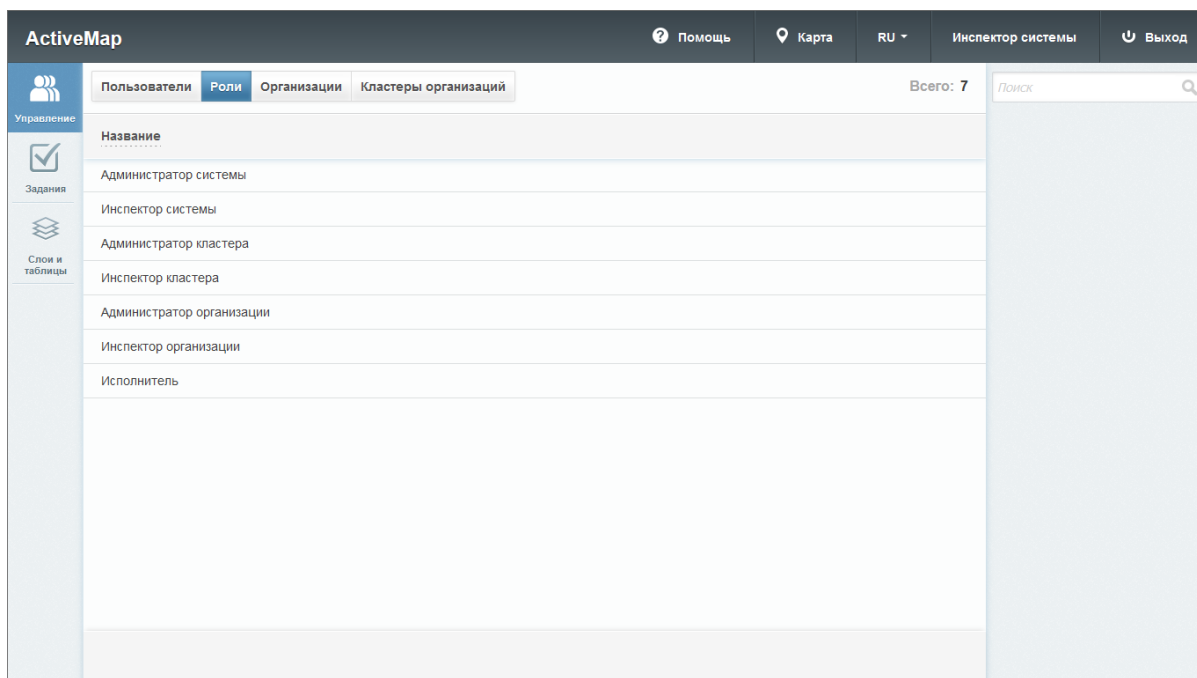 ActiveMap
Помощь
Карта
RU
Инспектор системы
Выход
Управление
Задания
Слои и
таблицы
Пользователи
Роли
Организации
Кластеры организаций
Всего: 7
Поиск
Название
Администратор системы
Инспектор системы
Администратор кластера
Инспектор кластера
Администратор организации
Инспектор организации
Исполнитель